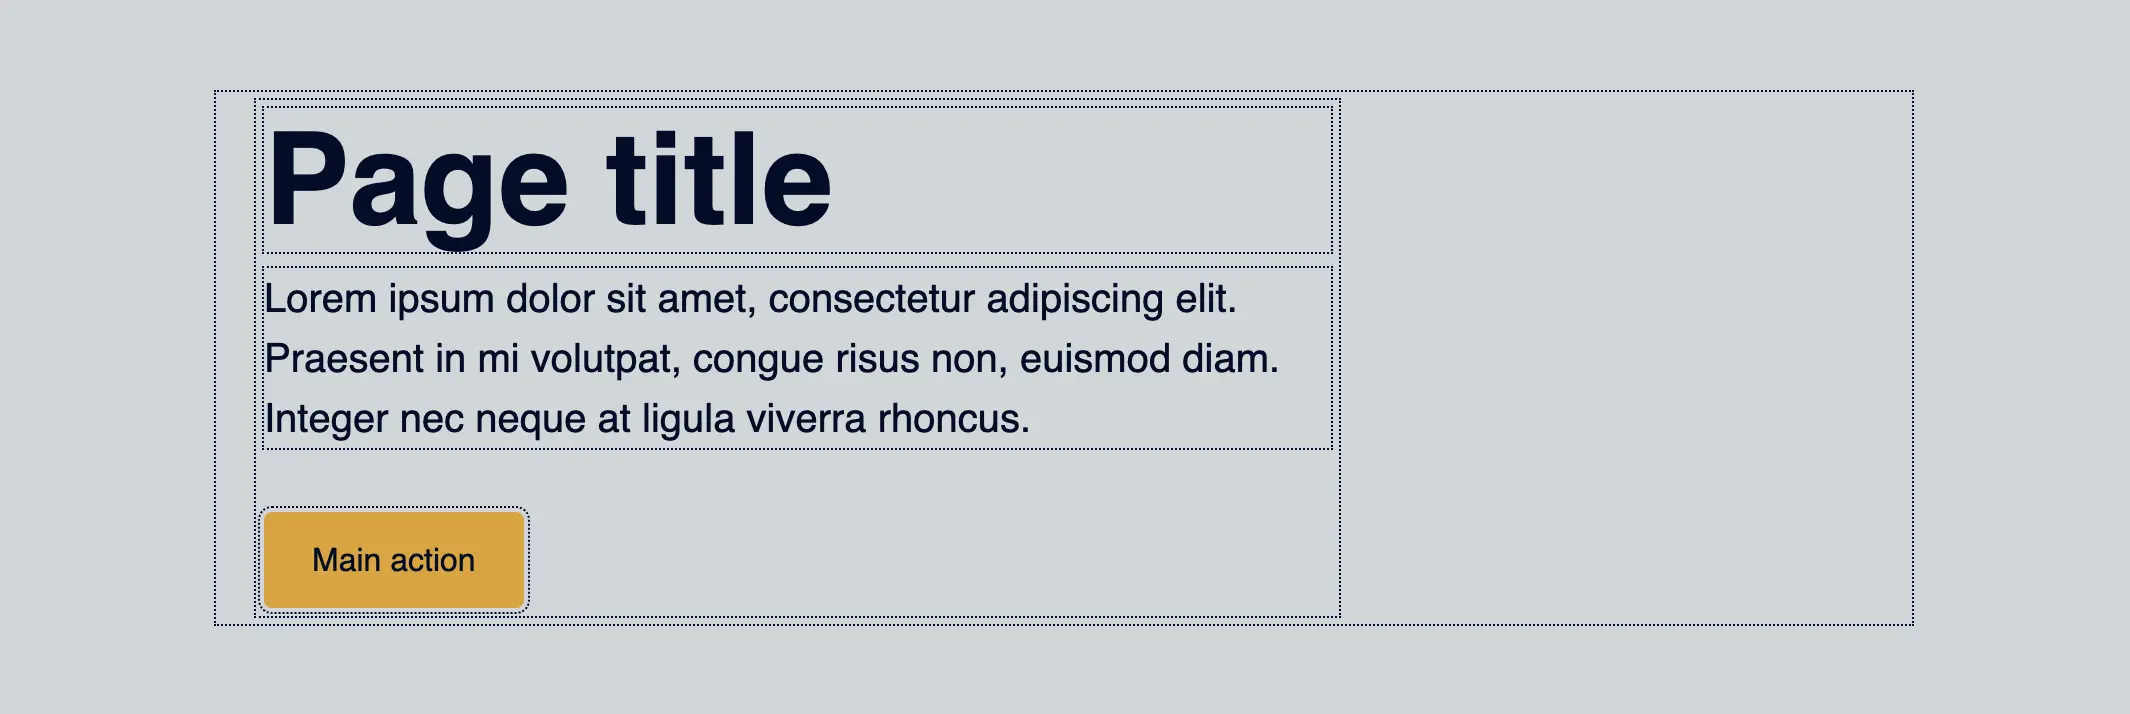 Page title
Lorem ipsum dolor sit amet, consectetur adipiscing elit.
Praesent in mi volutpat, congue risus non, euismod diam.
Integer nec neque at ligula viverra rhoncus.
Main action